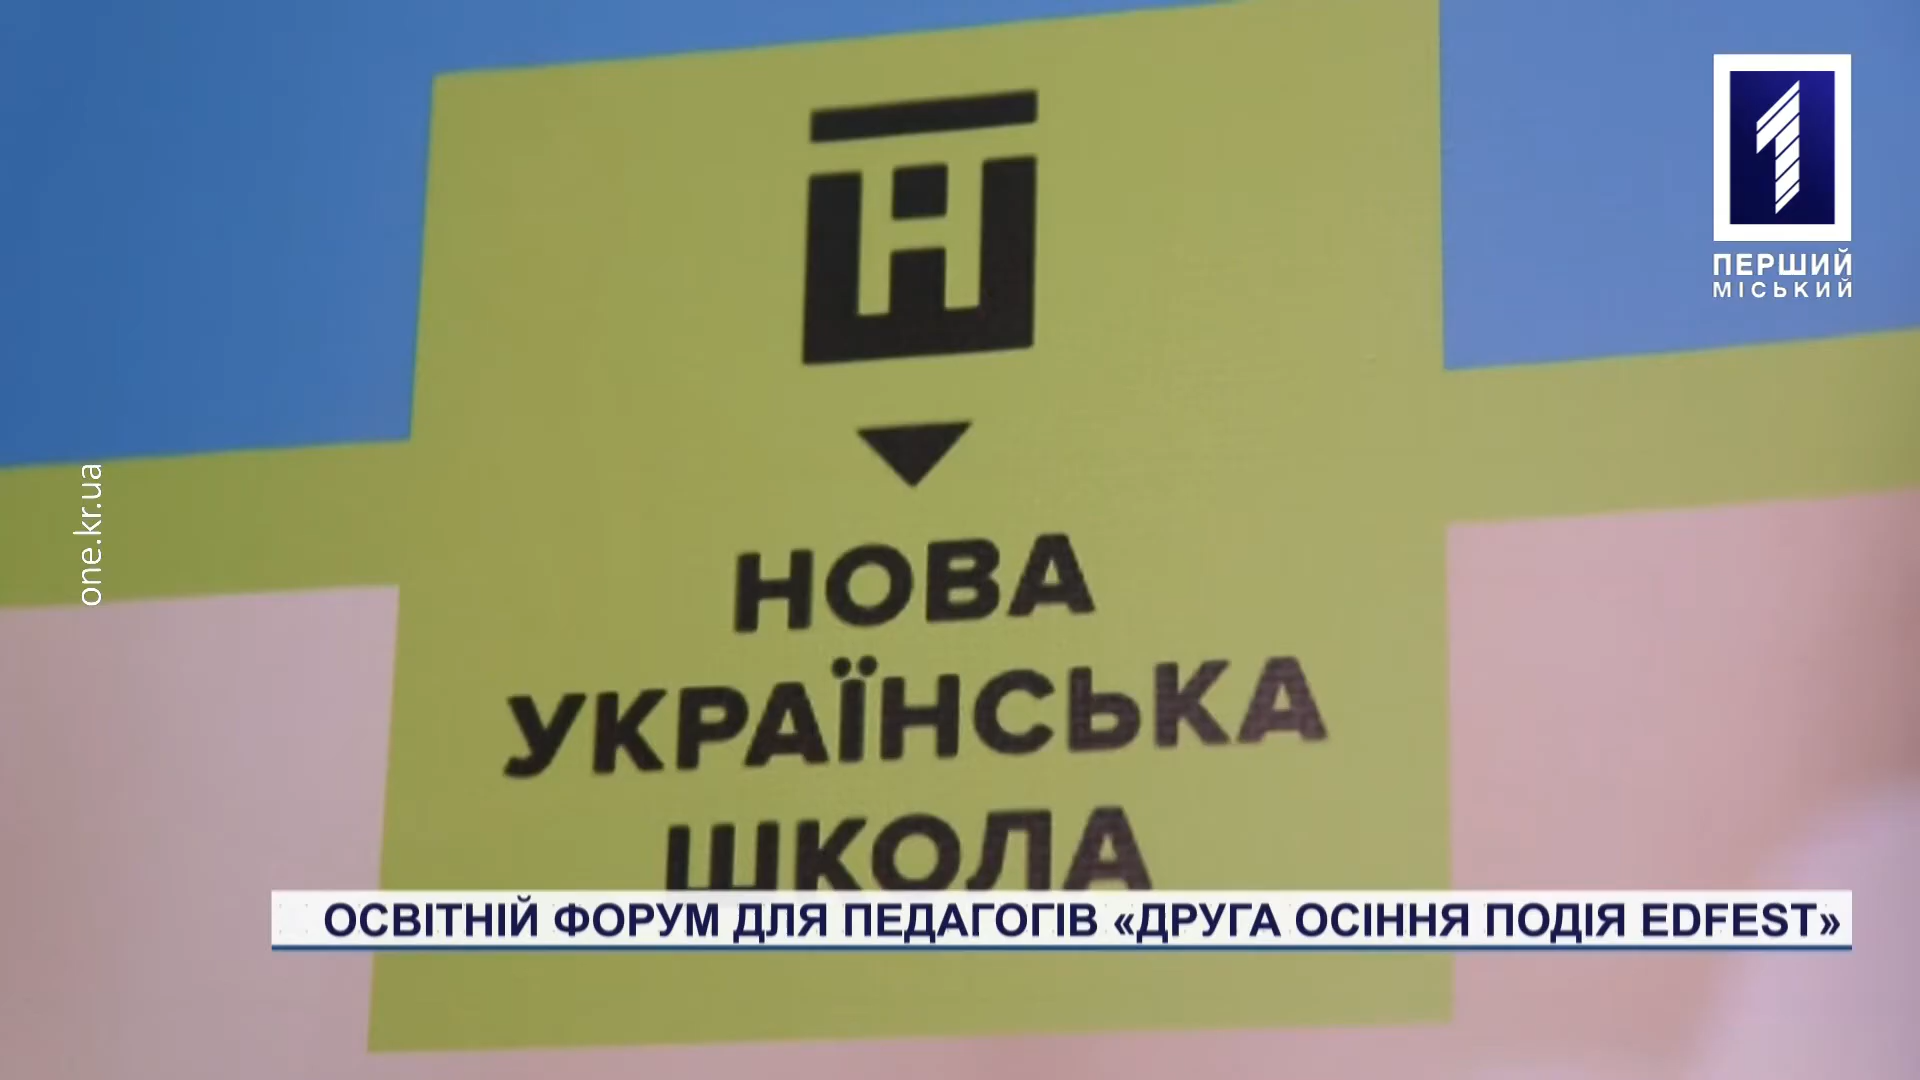 ПЕРШИЙ
МІСЬКИЙ
one.kr.ua
НОВА
УКРАЇНСЬКА
ШКОЛА
ОСВІТНІЙ ФОРУМ ДЛЯ ПЕДАГОГІВ «ДРУГА ОСІННЯ ПОДІЯ EDFEST»